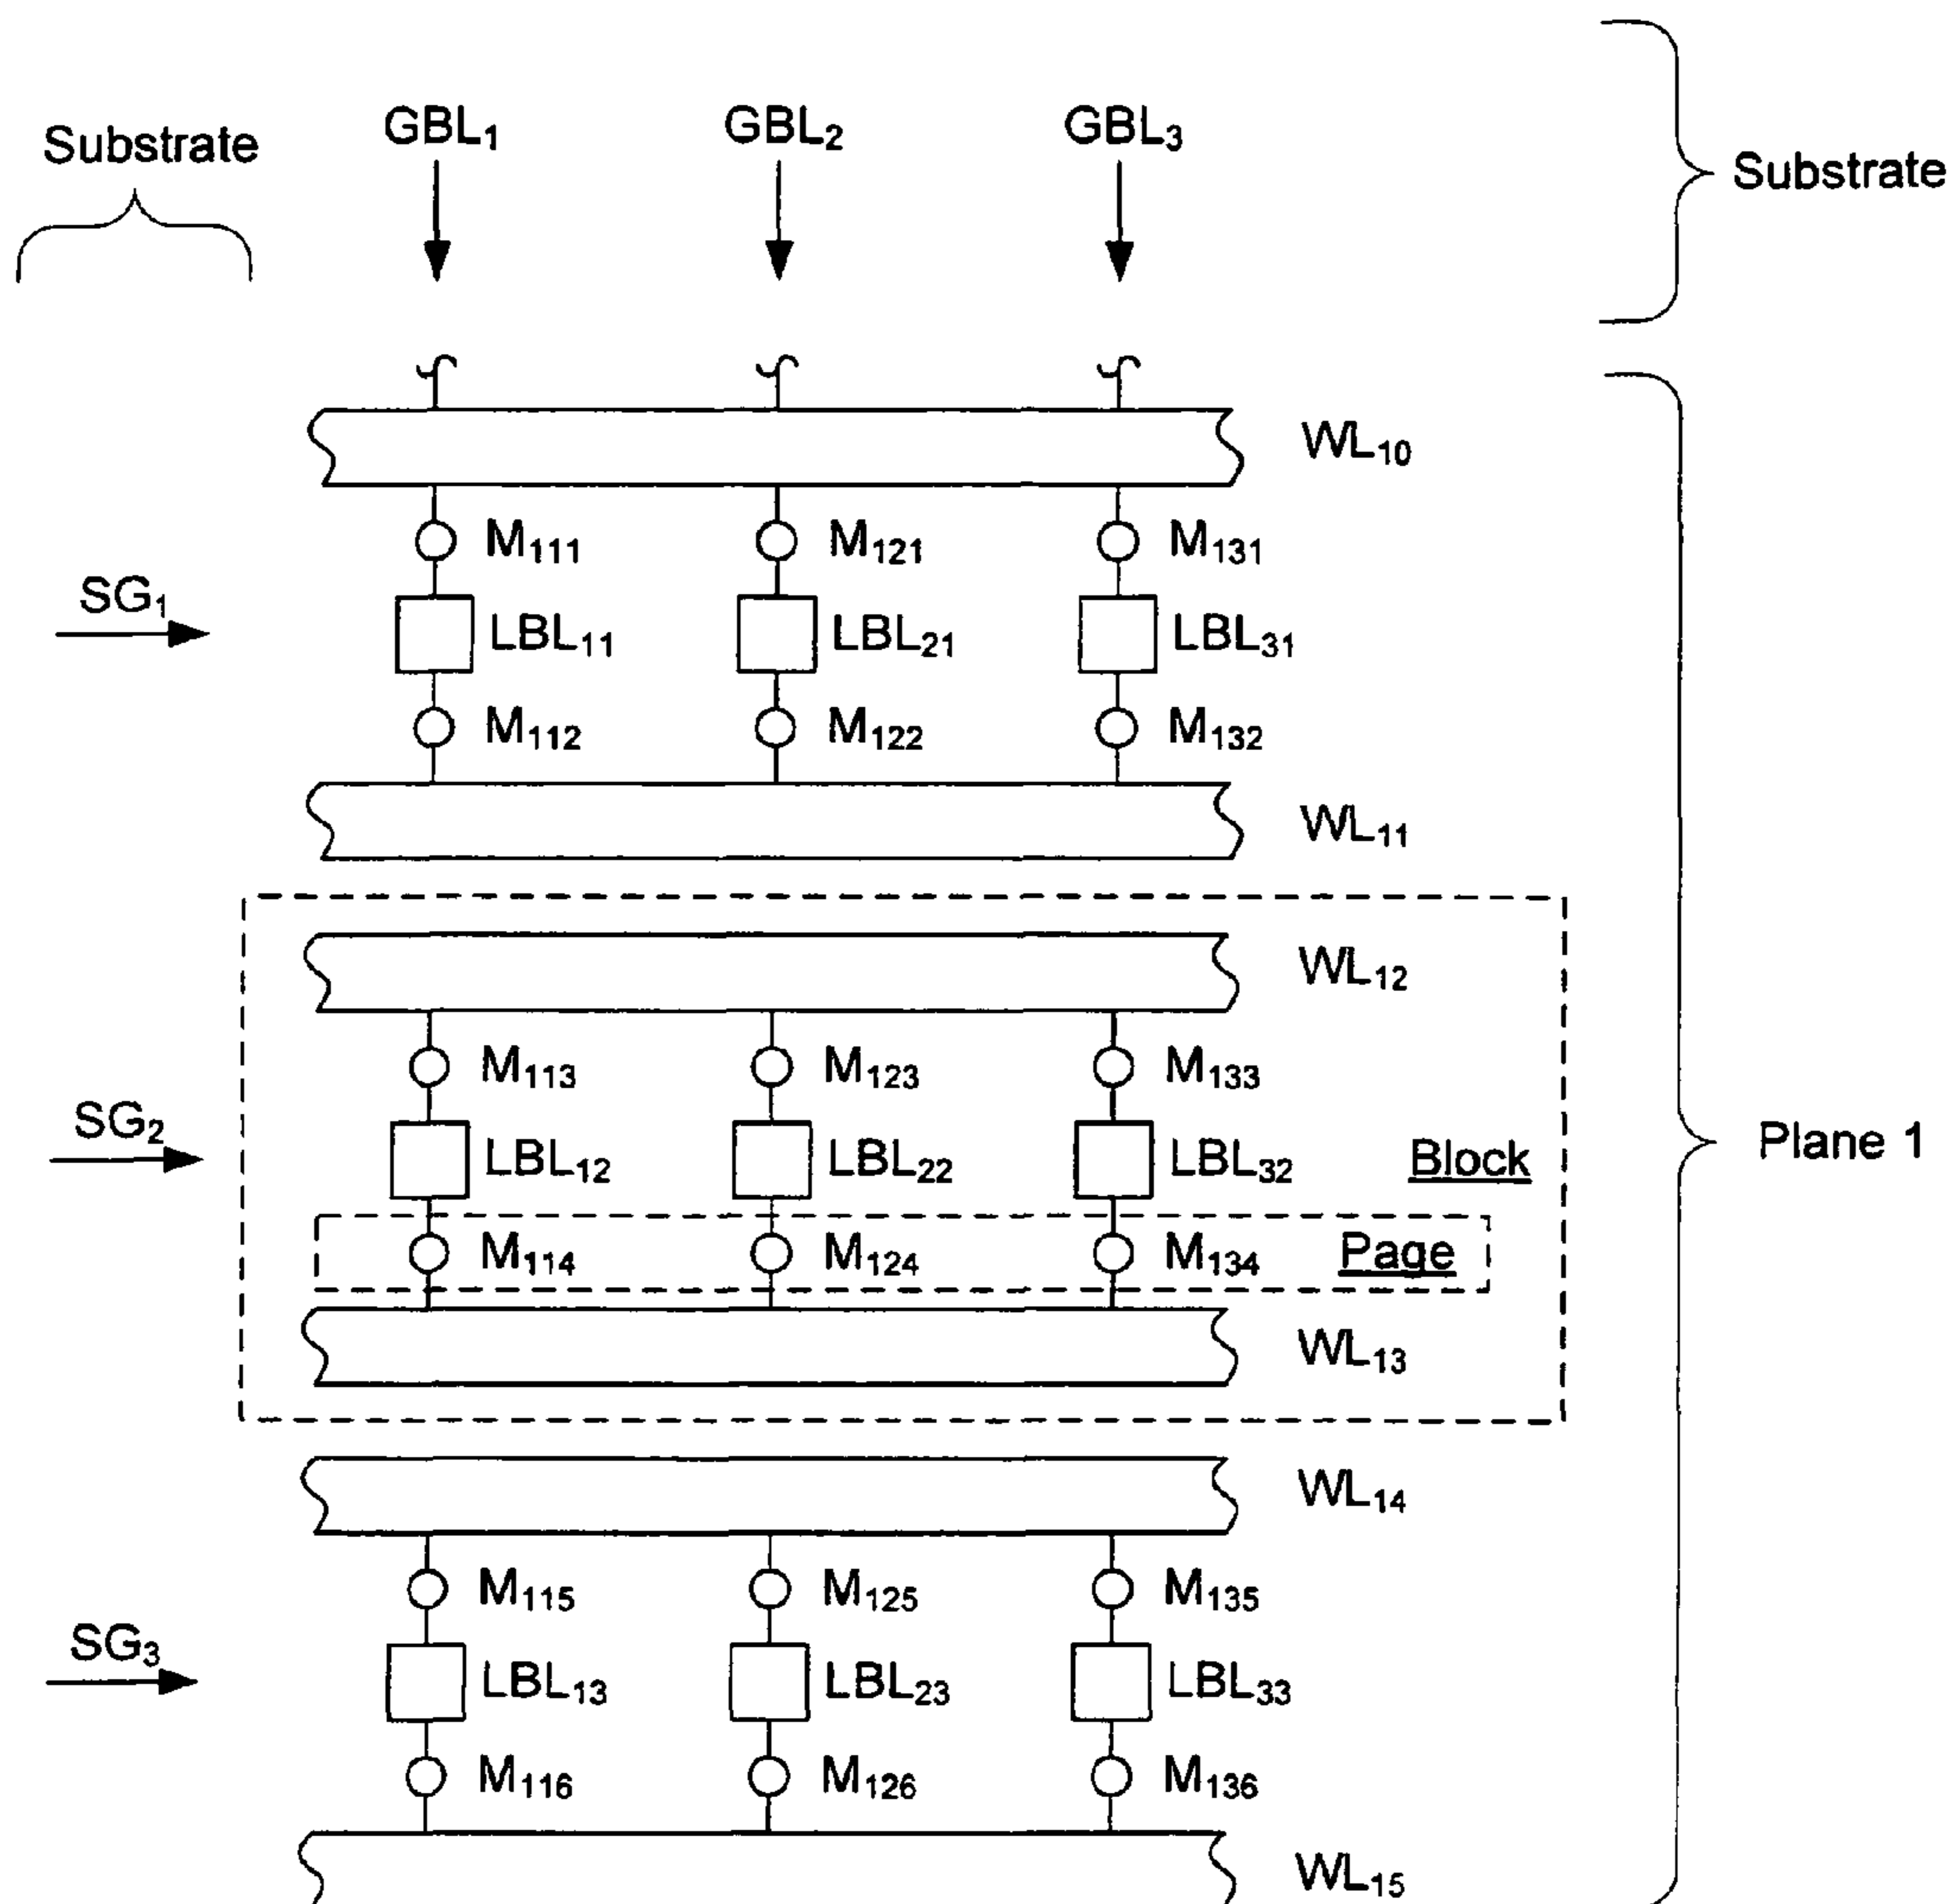 Substrate
GBL₁ GBL₂ GBL₃
Substrate
WL₁₀
M₁₁₁ M₁₂₁ M₁₃₁
SG₁
LBL₁₁ LBL₂₁ LBL₃₁
M₁₁₂ M₁₂₂ M₁₃₂
WL₁₁
WL₁₂
M₁₁₃ M₁₂₃ M₁₃₃
SG₂
LBL₁₂ LBL₂₂ LBL₃₂ Block
Plane 1
M₁₁₄ M₁₂₄ M₁₃₄ Page
WL₁₃
WL₁₄
M₁₁₅ M₁₂₅ M₁₃₅
SG₃
LBL₁₃ LBL₂₃ LBL₃₃
M₁₁₆ M₁₂₆ M₁₃₆
WL₁₅